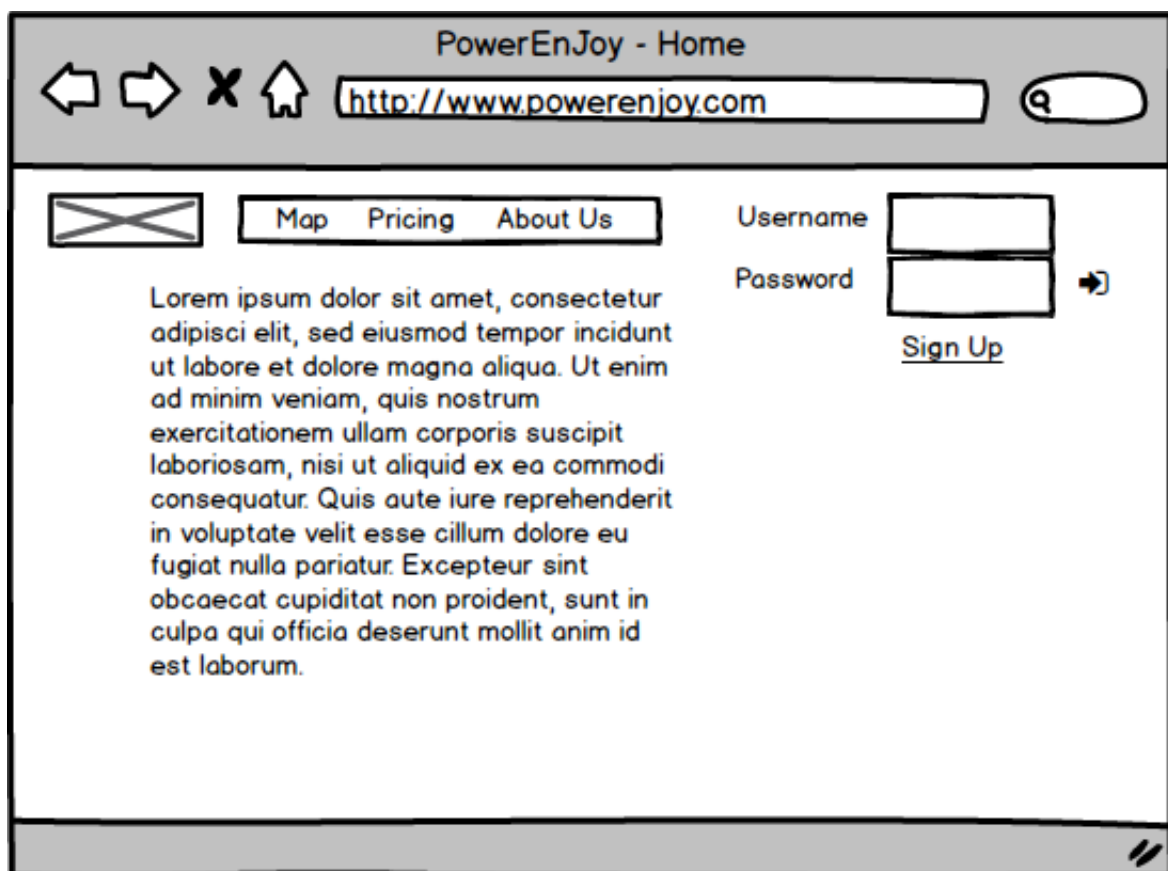 PowerEnJoy - Home
http://www.powerenjoy.com
Map Pricing About Us
Username
Password
Sign Up
Lorem ipsum dolor sit amet, consectetur
adipisci elit, sed eiusmod tempor incidunt
ut labore et dolore magna aliqua. Ut enim
ad minim veniam, quis nostrum
exercitationem ullam corporis suscipit
laboriosam, nisi ut aliquid ex ea commodi
consequatur. Quis aute iure reprehenderit
in voluptate velit esse cillum dolore eu
fugiat nulla pariatur. Excepteur sint
obcaecat cupiditat non proident, sunt in
culpa qui officia deserunt mollit anim id
est laborum.